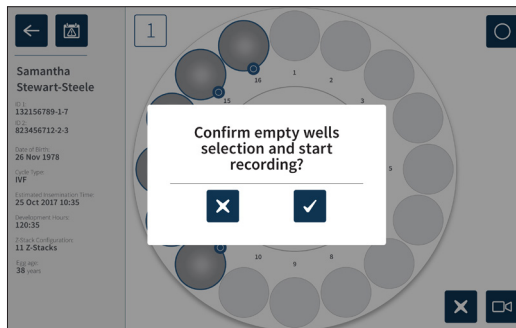 Samantha
Stewart-Steele
ID 1:
132156789-1-7
ID 2:
823456712-2-3
Date of Birth:
26 Nov 1978
Cycle Type:
IVF
Estimated Insemination Time:
25 Oct 2017 10:35
Development Hours:
120:35
Z-Stack Configuration:
11 Z-Stacks
Egg age:
38 years
1
16
1
2
15
3
5
10
9
8
Confirm empty wells
selection and start
recording?